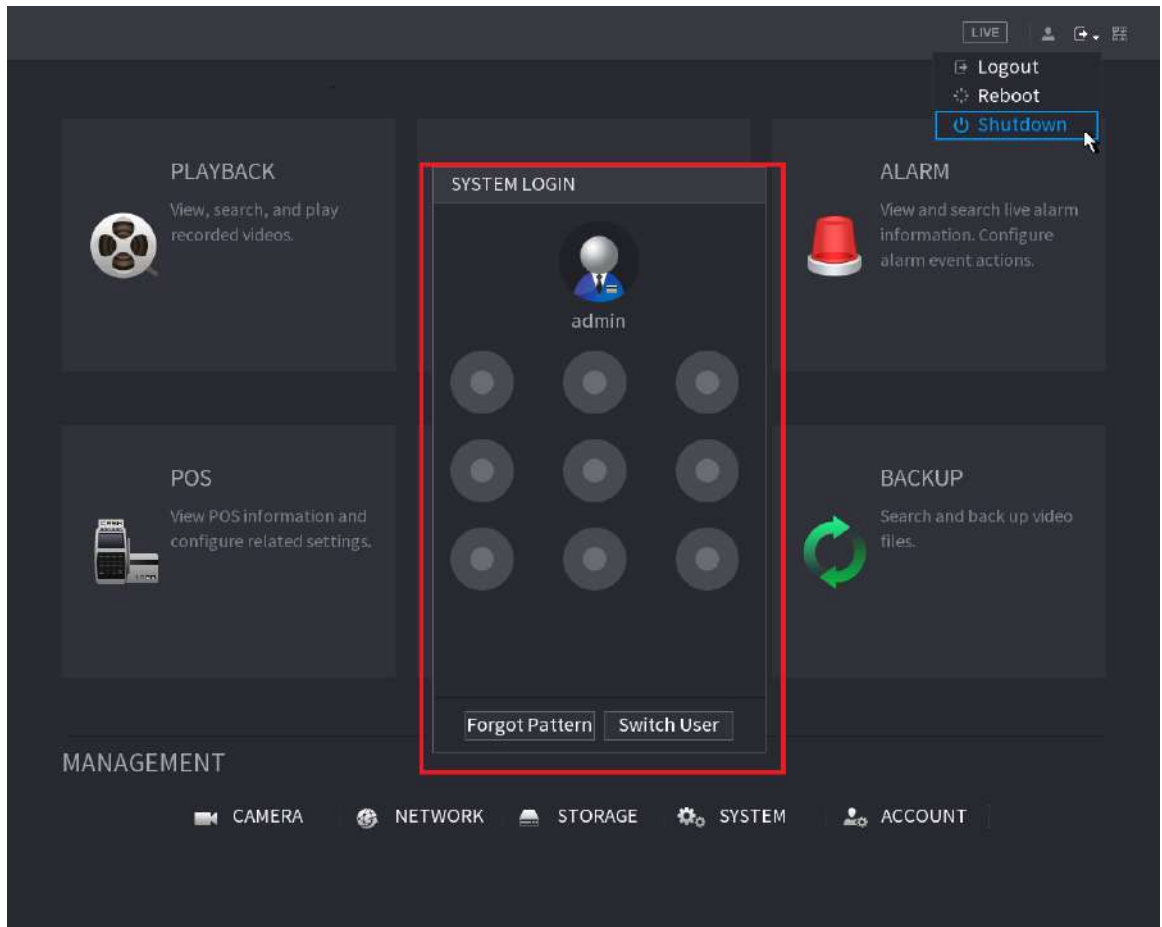 LIVE
Logout
Reboot
Shutdown
PLAYBACK
View, search, and play
recorded videos.
SYSTEM LOGIN
admin
Forgot Pattern
Switch User
ALARM
View and search live alarm
information. Configure
alarm event actions.
POS
View POS information and
configure related settings.
BACKUP
Search and back up video
files.
MANAGEMENT
CAMERA
NETWORK
STORAGE
SYSTEM
ACCOUNT